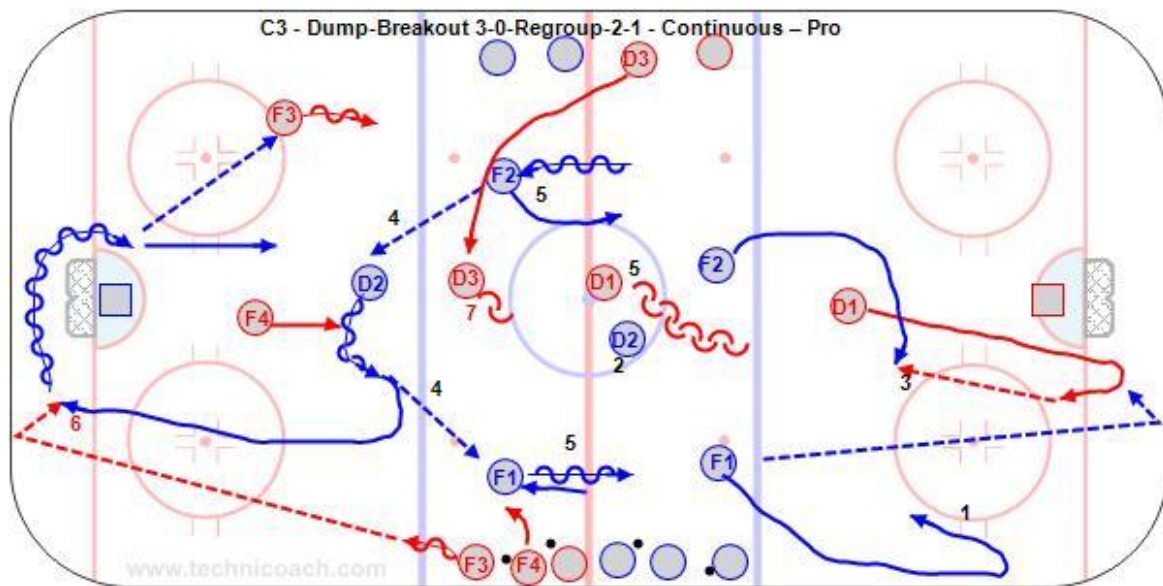 C3 - Dump-Breakout 3-0-Regroup-2-1 - Continuous – Pro
D3
F3
F2
5
4
F2
D2
D3
D1
5
D1
F4
7
D2
2
3
4
6
5
F1
F1
1
F3
F4
www.technicoach.com